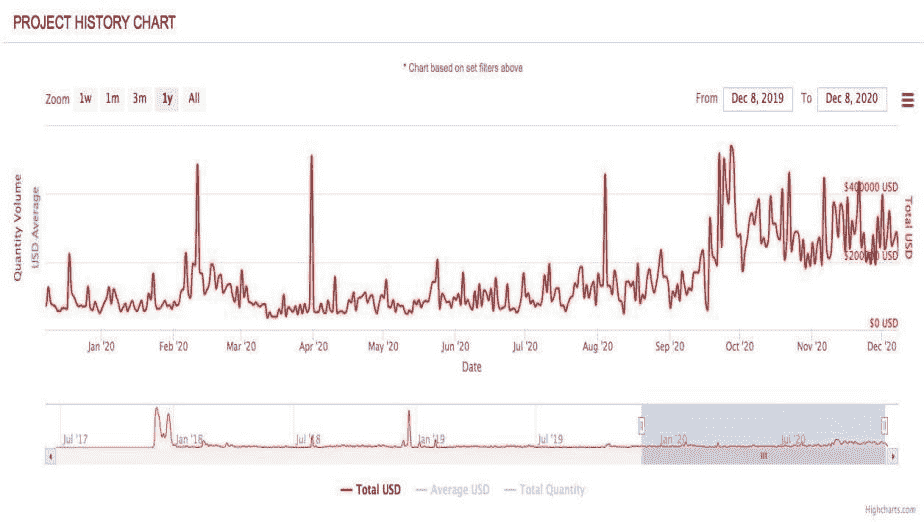 PROJECT HISTORY CHART
* Chart based on set filters above
Zoom 1w 1m 3m 1y All From Dec 8, 2019 To Dec 8, 2020
Quantity Volume
USD Average
Total USD
$400000 USD
$200000 USD
$0 USD
Jan '20 Feb '20 Mar '20 Apr '20 May '20 Jun '20 Jul '20 Aug '20 Sep '20 Oct '20 Nov '20 Dec '20
Date
Jul '17 Jan '18 Jul '18 Jan '19 Jul '19 Jan '20 Jul '20
Total USD Average USD Total Quantity
Highcharts.com